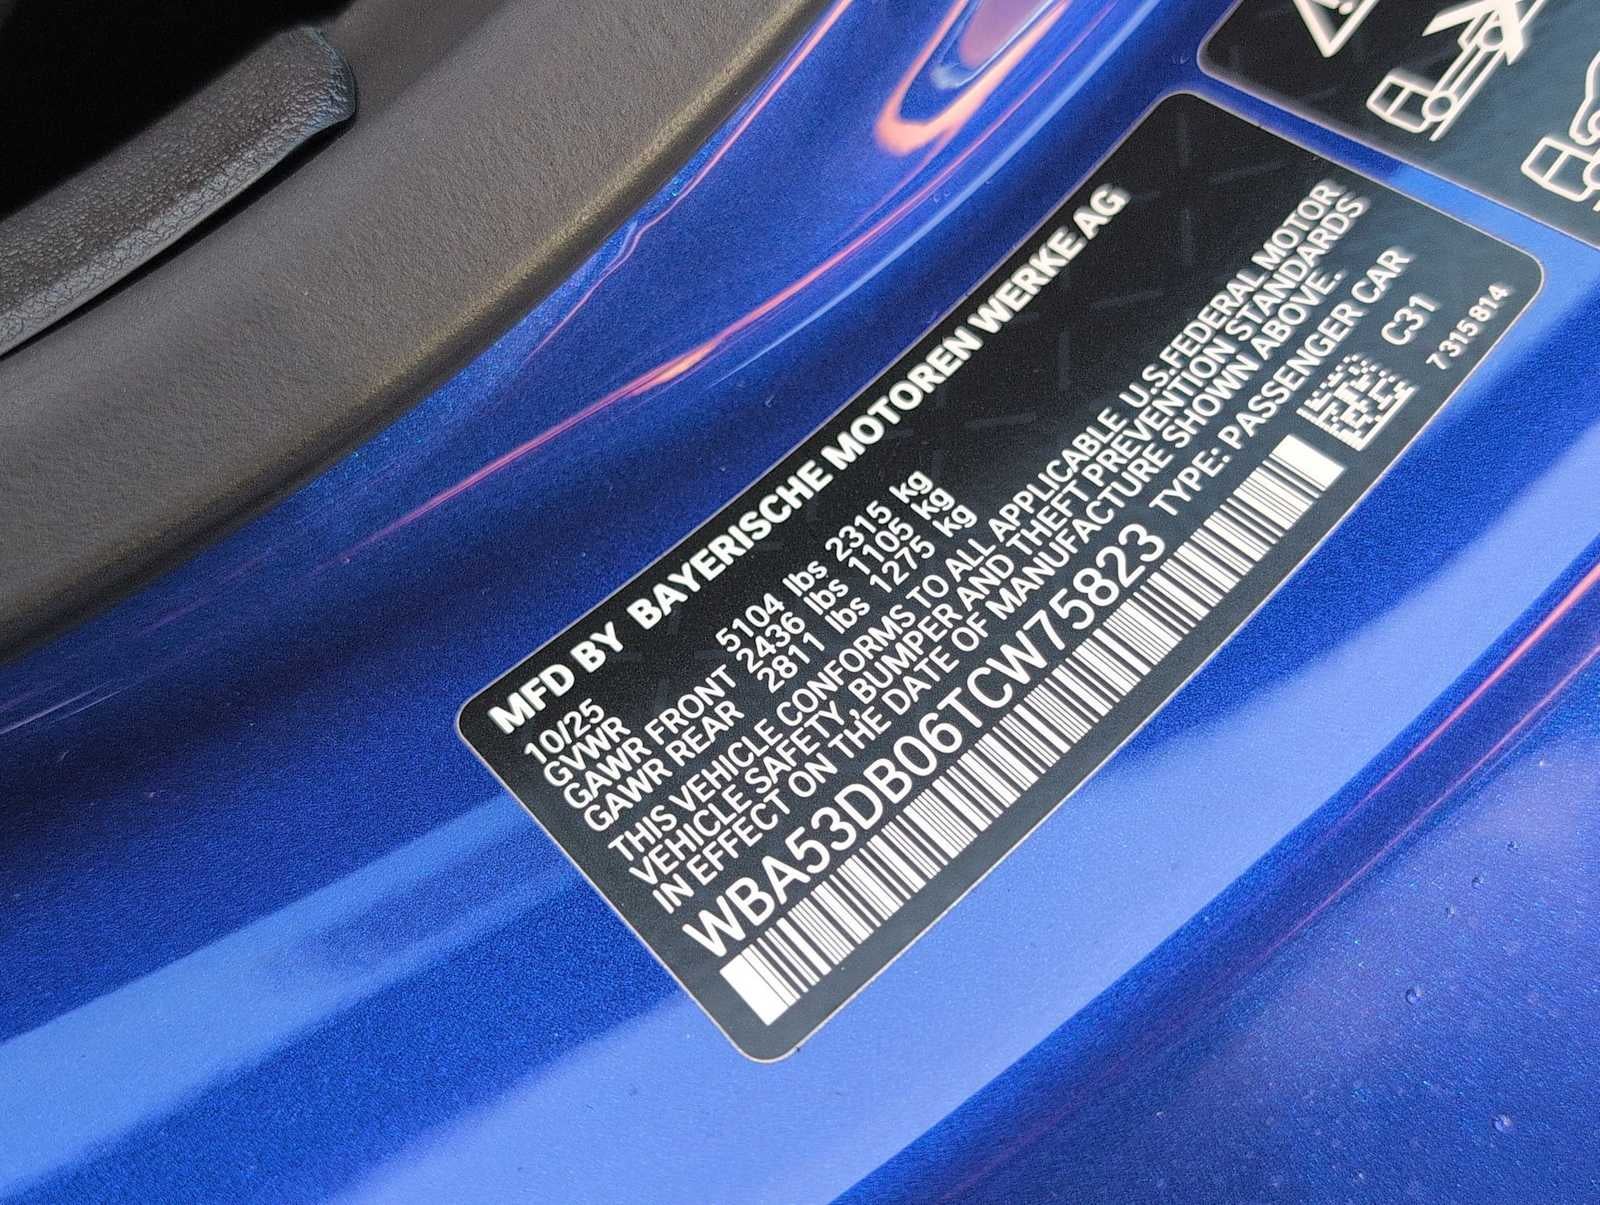 MFD BY BAYERISCHE MOTOREN WERKE AG
10/25
GVWR 5104 lbs 2315 kg
GAWR FRONT 2436 lbs 1105 kg
GAWR REAR 2811 lbs 1275 kg
THIS VEHICLE CONFORMS TO ALL APPLICABLE U.S.FEDERAL MOTOR
VEHICLE SAFETY, BUMPER AND THEFT PREVENTION STANDARDS
IN EFFECT ON THE DATE OF MANUFACTURE SHOWN ABOVE.
WBA53DB06TCW75823 TYPE: PASSENGER CAR
C31
7 315 814